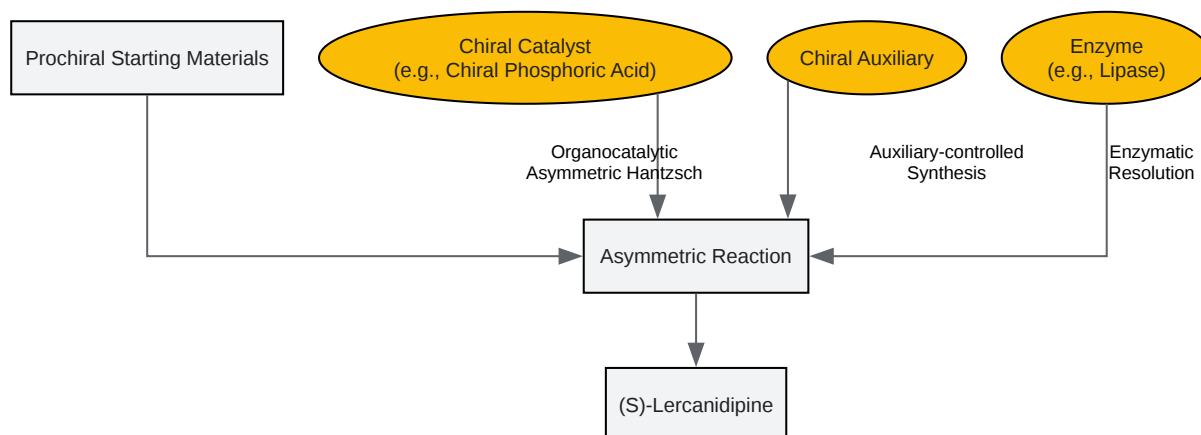 Prochiral Starting Materials
Chiral Catalyst
(e.g., Chiral Phosphoric Acid)
Chiral Auxiliary
Enzyme
(e.g., Lipase)
Organocatalytic
Asymmetric Hantzsch
Auxiliary-controlled
Synthesis
Enzymatic
Resolution
Asymmetric Reaction
(S)-Lercanidipine